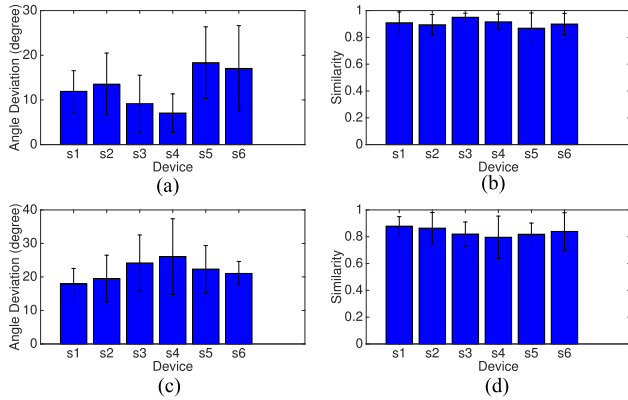 Angle Deviation (degree)
30
20
10
0
s1 s2 s3 s4 s5 s6
Device
(a)
Similarity
1
0.8
0.6
0.4
0.2
0
s1 s2 s3 s4 s5 s6
Device
(b)
Angle Deviation (degree)
40
30
20
10
0
s1 s2 s3 s4 s5 s6
Device
(c)
Similarity
1
0.8
0.6
0.4
0.2
0
s1 s2 s3 s4 s5 s6
Device
(d)